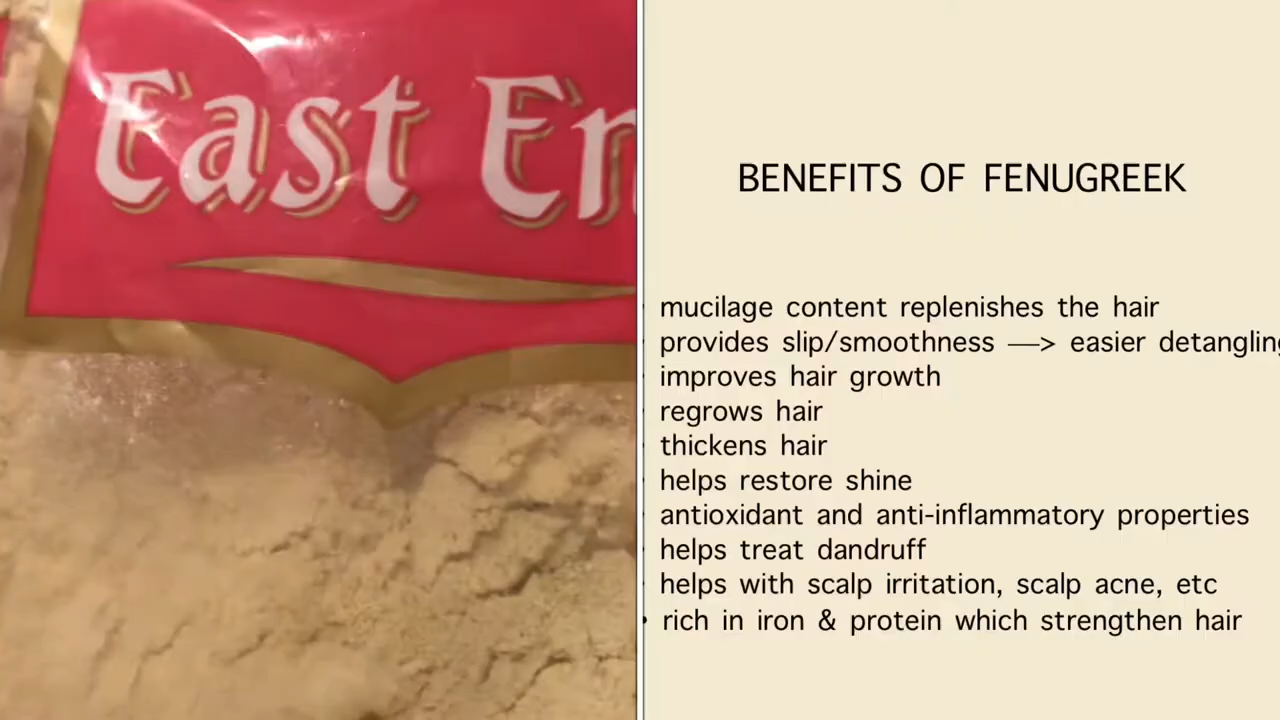 East En
BENEFITS OF FENUGREEK
mucilage content replenishes the hair
provides slip/smoothness —> easier detangling
improves hair growth
regrows hair
thickens hair
helps restore shine
antioxidant and anti-inflammatory properties
helps treat dandruff
helps with scalp irritation, scalp acne, etc
• rich in iron & protein which strengthen hair